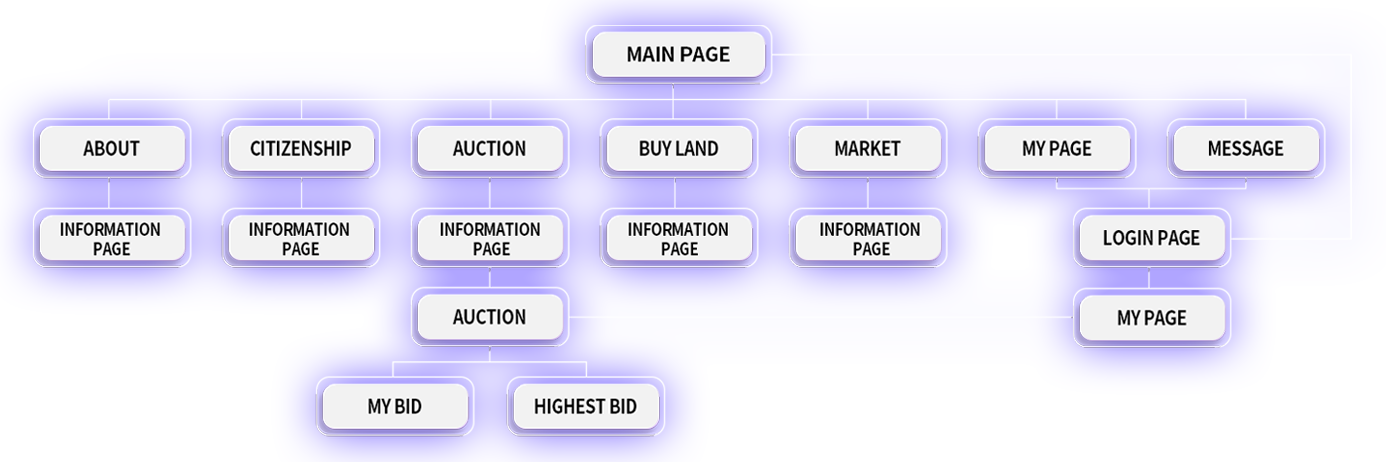 MAIN PAGE
ABOUT
CITIZENSHIP
AUCTION
BUY LAND
MARKET
MY PAGE
MESSAGE
INFORMATION
PAGE
INFORMATION
PAGE
INFORMATION
PAGE
INFORMATION
PAGE
INFORMATION
PAGE
LOGIN PAGE
AUCTION
MY PAGE
MY BID
HIGHEST BID